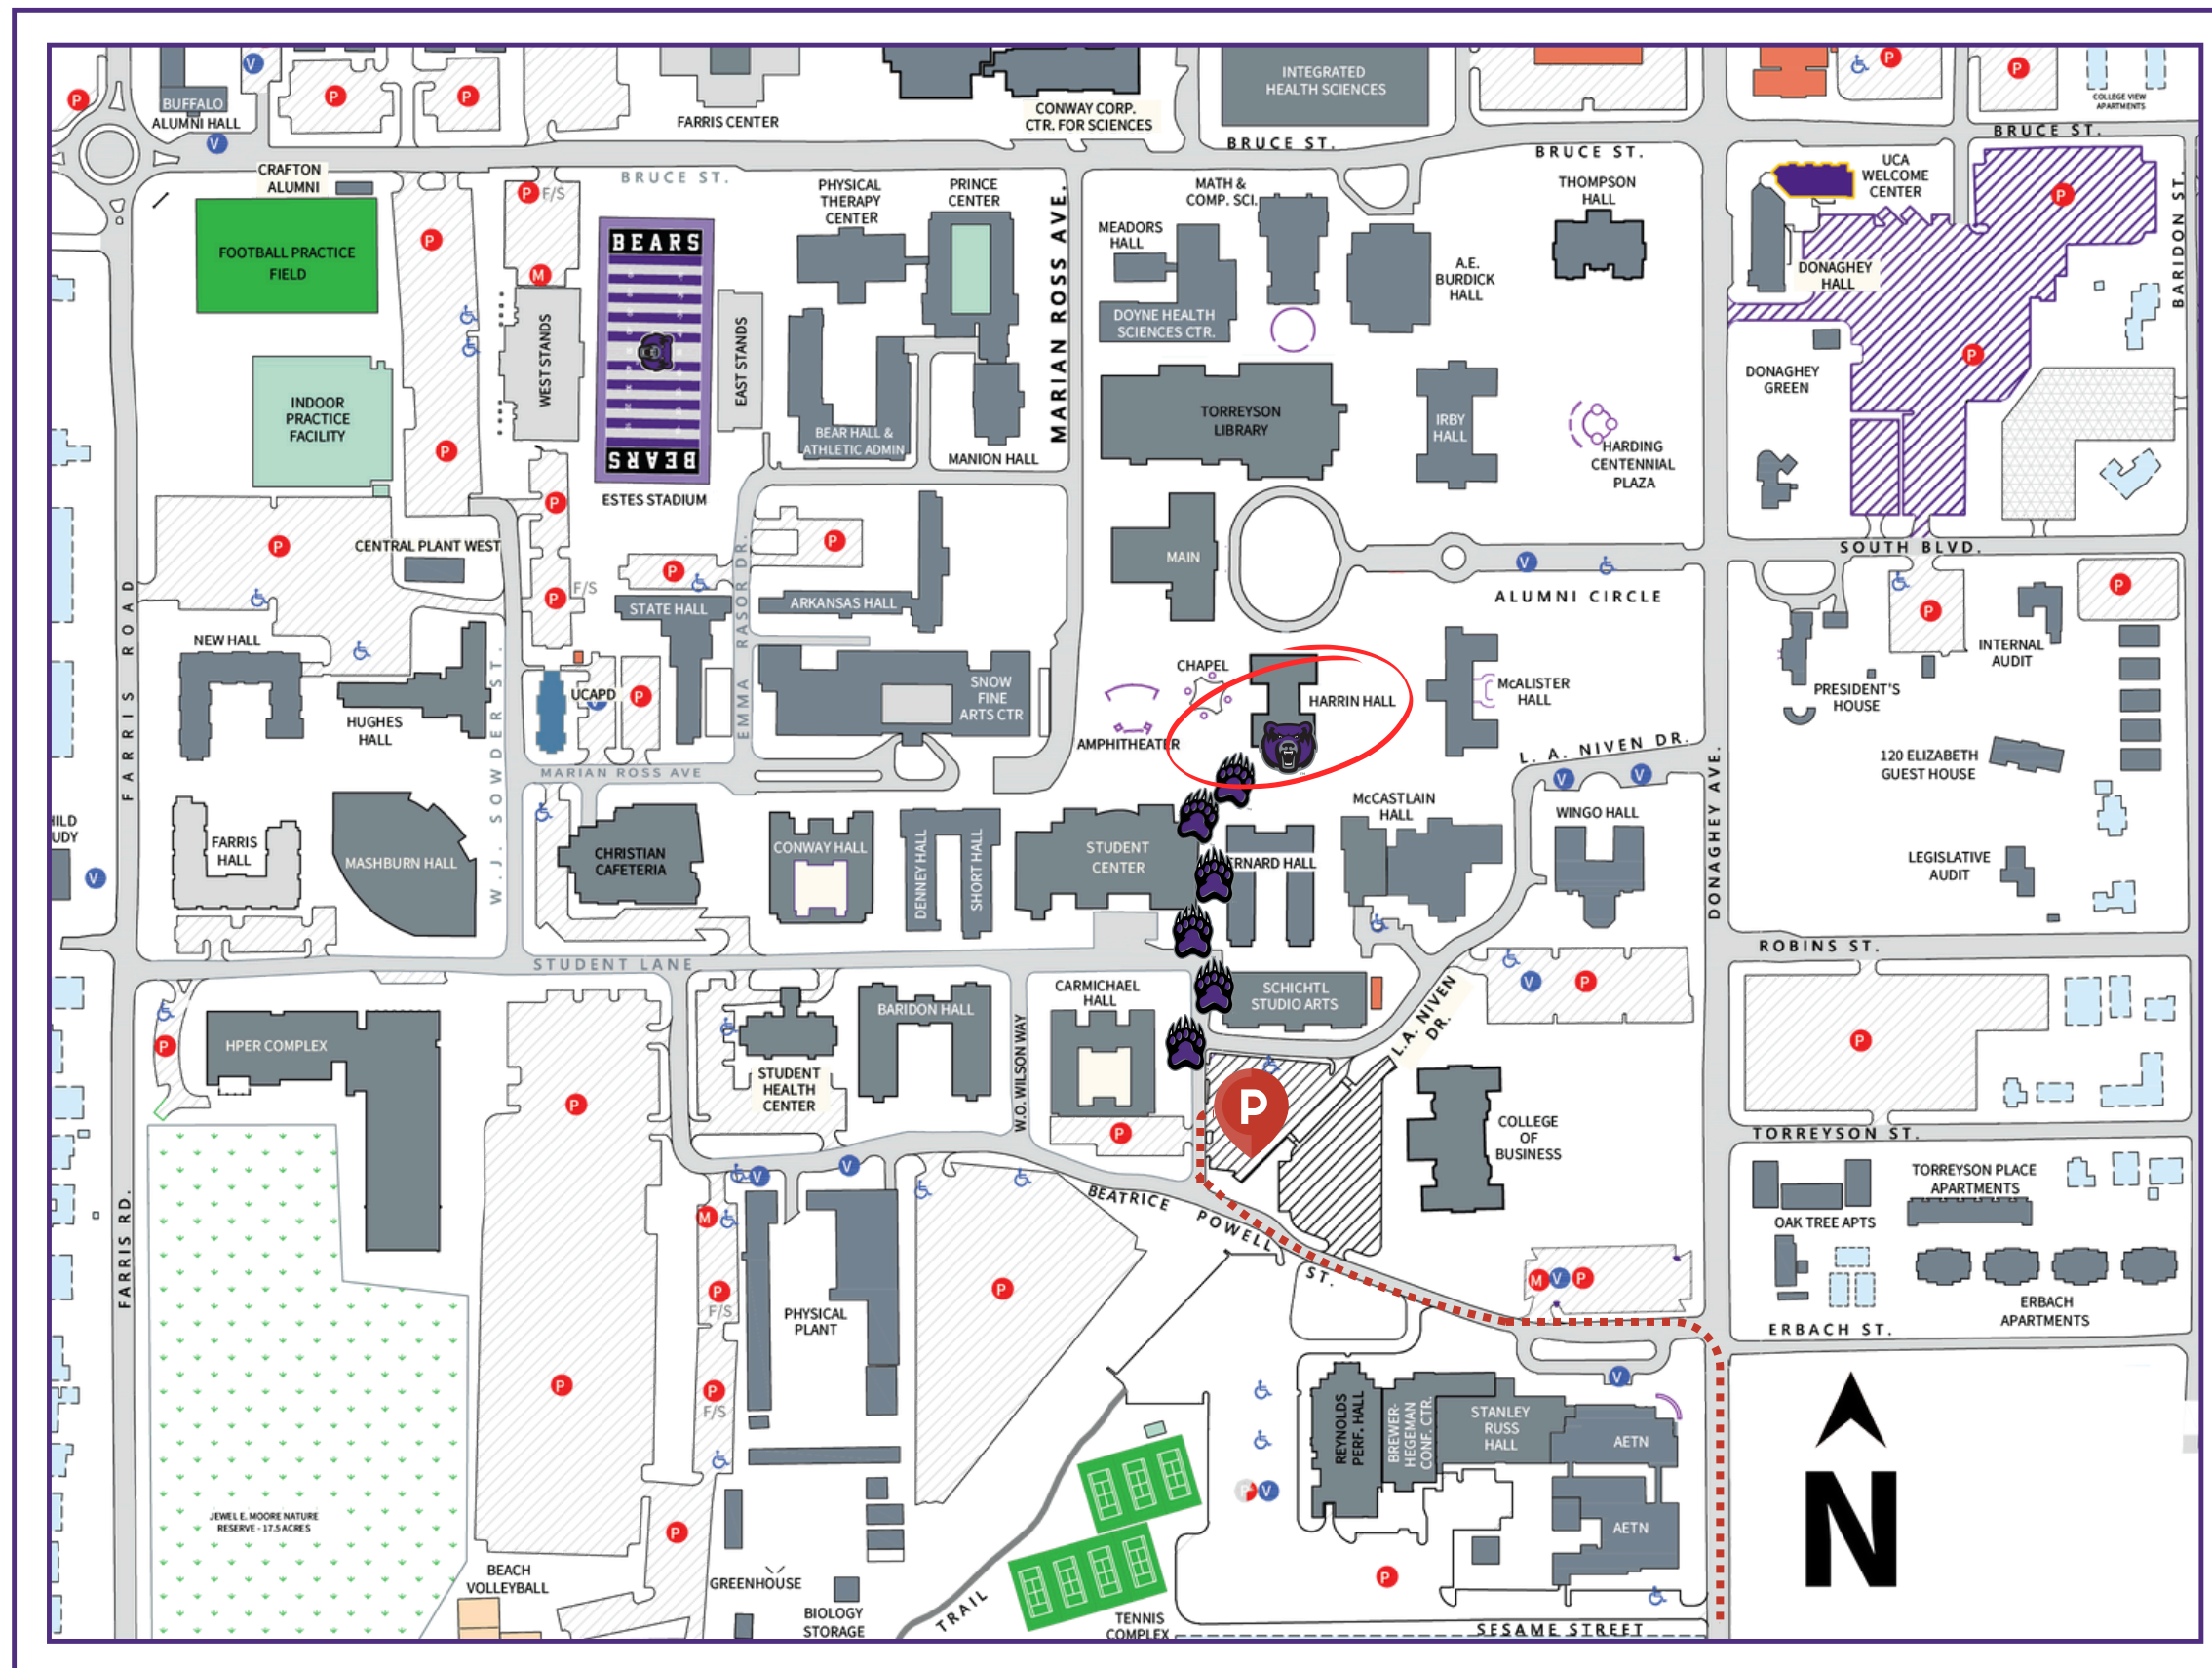 BUFFALO
ALUMNI HALL
V
P
P
P
FARRIS CENTER
CONWAY CORP.
CTR. FOR SCIENCES
INTEGRATED
HEALTH SCIENCES
P
P
COLLEGE VIEW
APARTMENTS
V
BRUCE ST.
BRUCE ST.
BRUCE ST.
BRUCE ST.
CRAFTON
ALUMNI
P F/S
P
M
FOOTBALL PRACTICE
FIELD
BEARS
BEARS
WEST STANDS
EAST STANDS
ESTES STADIUM
PHYSICAL
THERAPY
CENTER
PRINCE
CENTER
MARIAN ROSS AVE.
MATH &
COMP. SCI.
MEADORS
HALL
DOYNE HEALTH
SCIENCES CTR.
A.E.
BURDICK
HALL
THOMPSON
HALL
UCA
WELCOME
CENTER
P
DONAGHEY
HALL
BARIDON ST.
P
DONAGHEY
GREEN
INDOOR
PRACTICE
FACILITY
P
BEAR HALL &
ATHLETIC ADMIN
MANION HALL
TORREYSON
LIBRARY
IRBY
HALL
HARDING
CENTENNIAL
PLAZA
P
P
CENTRAL PLANT WEST
P
P
P F/S
STATE HALL
EMMA RASOR DR.
ARKANSAS HALL
MAIN
V
ALUMNI CIRCLE
SOUTH BLVD.
P
P
INTERNAL
AUDIT
FARRIS ROAD
NEW HALL
HUGHES
HALL
W.J. SOWDER ST.
UCAPD
V
P
SNOW
FINE
ARTS CTR
CHAPEL
AMPHITHEATER
HARRIN HALL
McALISTER
HALL
PRESIDENT'S
HOUSE
120 ELIZABETH
GUEST HOUSE
MARIAN ROSS AVE
L. A. NIVEN DR.
V
V
DONAGHEY AVE.
HILD
UDY
V
FARRIS
HALL
MASHBURN HALL
CHRISTIAN
CAFETERIA
CONWAY HALL
DENNEY HALL
SHORT HALL
STUDENT
CENTER
ERNARD HALL
McCASTLAIN
HALL
WINGO HALL
LEGISLATIVE
AUDIT
ROBINS ST.
STUDENT LANE
HPER COMPLEX
P
P
STUDENT
HEALTH
CENTER
BARIDON HALL
W.O. WILSON WAY
CARMICHAEL
HALL
P
SCHICHTL
STUDIO ARTS
L.A. NIVEN
DR.
V
P
P
P
COLLEGE
OF
BUSINESS
TORREYSON ST.
TORREYSON PLACE
APARTMENTS
OAK TREE APTS
ERBACH
APARTMENTS
ERBACH ST.
V
V
BEATRICE POWELL ST.
M
P
F/S
P
F/S
PHYSICAL
PLANT
P
P
M
V
P
V
FARRIS RD.
REYNOLDS
PERF. HALL
BREWER-
HEGEMAN
CONF. CTR.
STANLEY
RUSS
HALL
AETN
AETN
V
P
N
JEWEL E. MOORE NATURE
RESERVE - 17.5 ACRES
BEACH
VOLLEYBALL
P
GREENHOUSE
BIOLOGY
STORAGE
TRAIL
TENNIS
COMPLEX
SESAME STREET